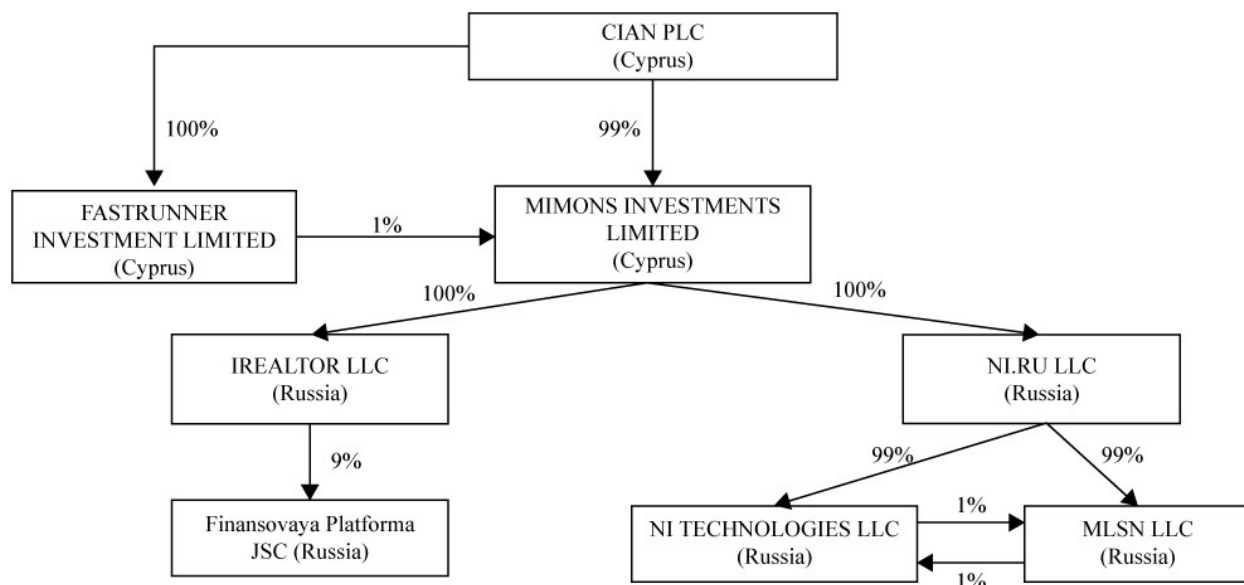 CIAN PLC
(Cyprus)
100%
99%
FASTRUNNER
INVESTMENT LIMITED
(Cyprus)
1%
MIMONS INVESTMENTS
LIMITED
(Cyprus)
100%
100%
IREALTOR LLC
(Russia)
NI.RU LLC
(Russia)
9%
99%
99%
Finansovaya Platforma
JSC (Russia)
NI TECHNOLOGIES LLC
(Russia)
1%
1%
MLSN LLC
(Russia)